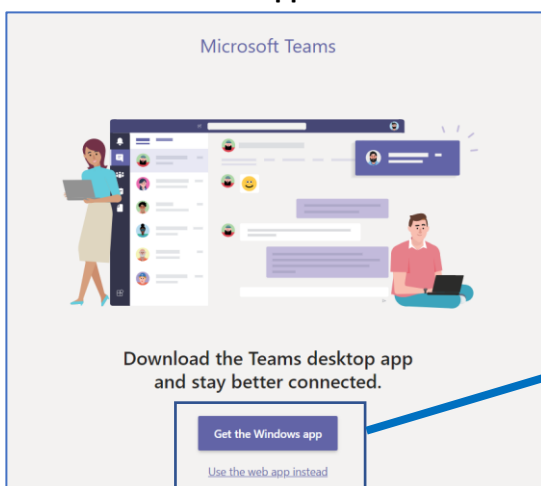 Microsoft Teams
Download the Teams desktop app
and stay better connected.
Get the Windows app
Use the web app instead